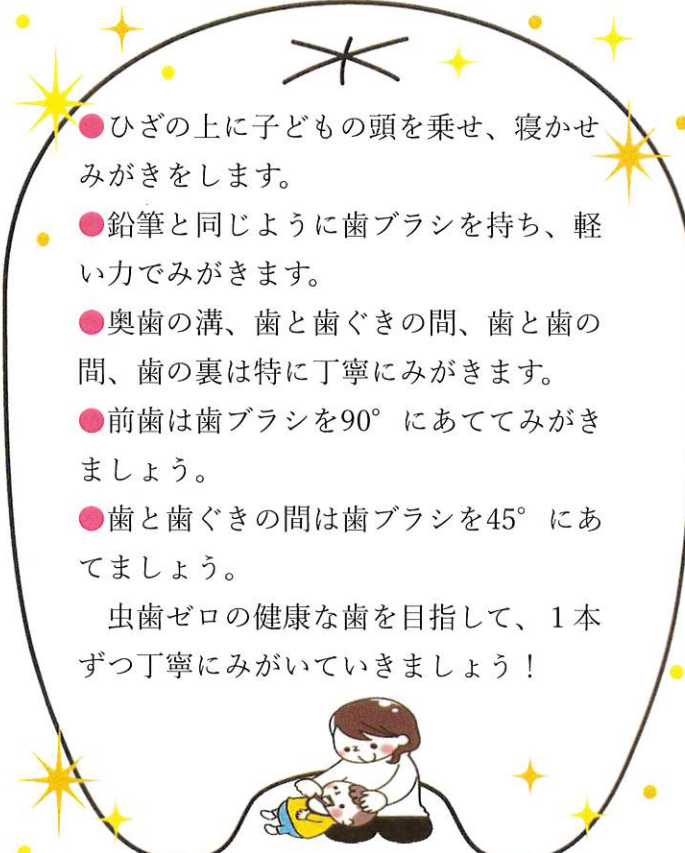 ●ひざの上に子どもの頭を乗せ、寝かせ
みがきをします。
●鉛筆と同じように歯ブラシを持ち、軽
い力でみがきます。
●奥歯の溝、歯と歯ぐきの間、歯と歯の
間、歯の裏は特に丁寧にみがきます。
●前歯は歯ブラシを90°にあててみがき
ましょう。
●歯と歯ぐきの間は歯ブラシを45°にあ
てましょう。
　虫歯ゼロの健康な歯を目指して、１本
ずつ丁寧にみがいていきましょう！